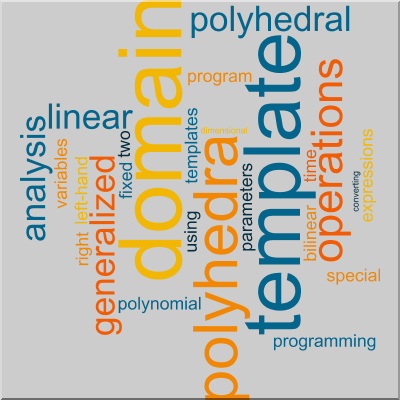 polyhedral
domain
program
template
linear
dimensional
operations
analysis
variables
left-hand
right
generalized
fixed
two
templates
using
polyhedra
parameters
time
bilinear
converting
expressions
special
polynomial
programming